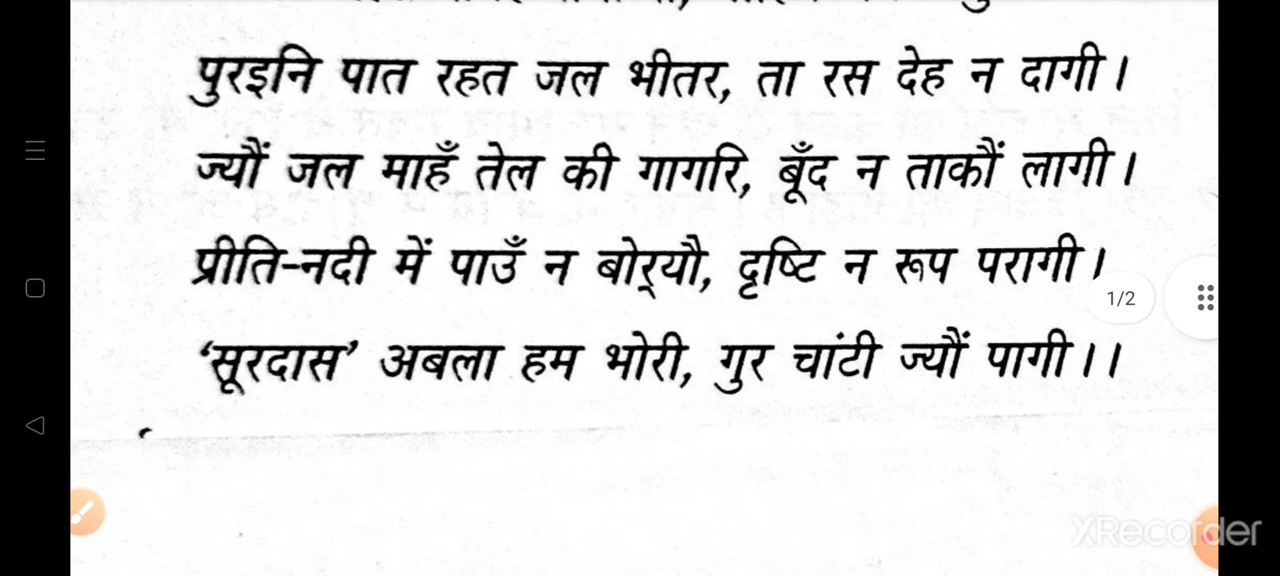 पुरइनि पात रहत जल भीतर, ता रस देह न दागी।
ज्यौं जल माहँ तेल की गागरि, बूँद न ताकौं लागी।
प्रीति-नदी में पाउँ न बोर्‌यौ, दृष्टि न रूप परागी।
1/2
‘सूरदास’ अबला हम भोरी, गुर चांटी ज्यौं पागी।।
XRecorder